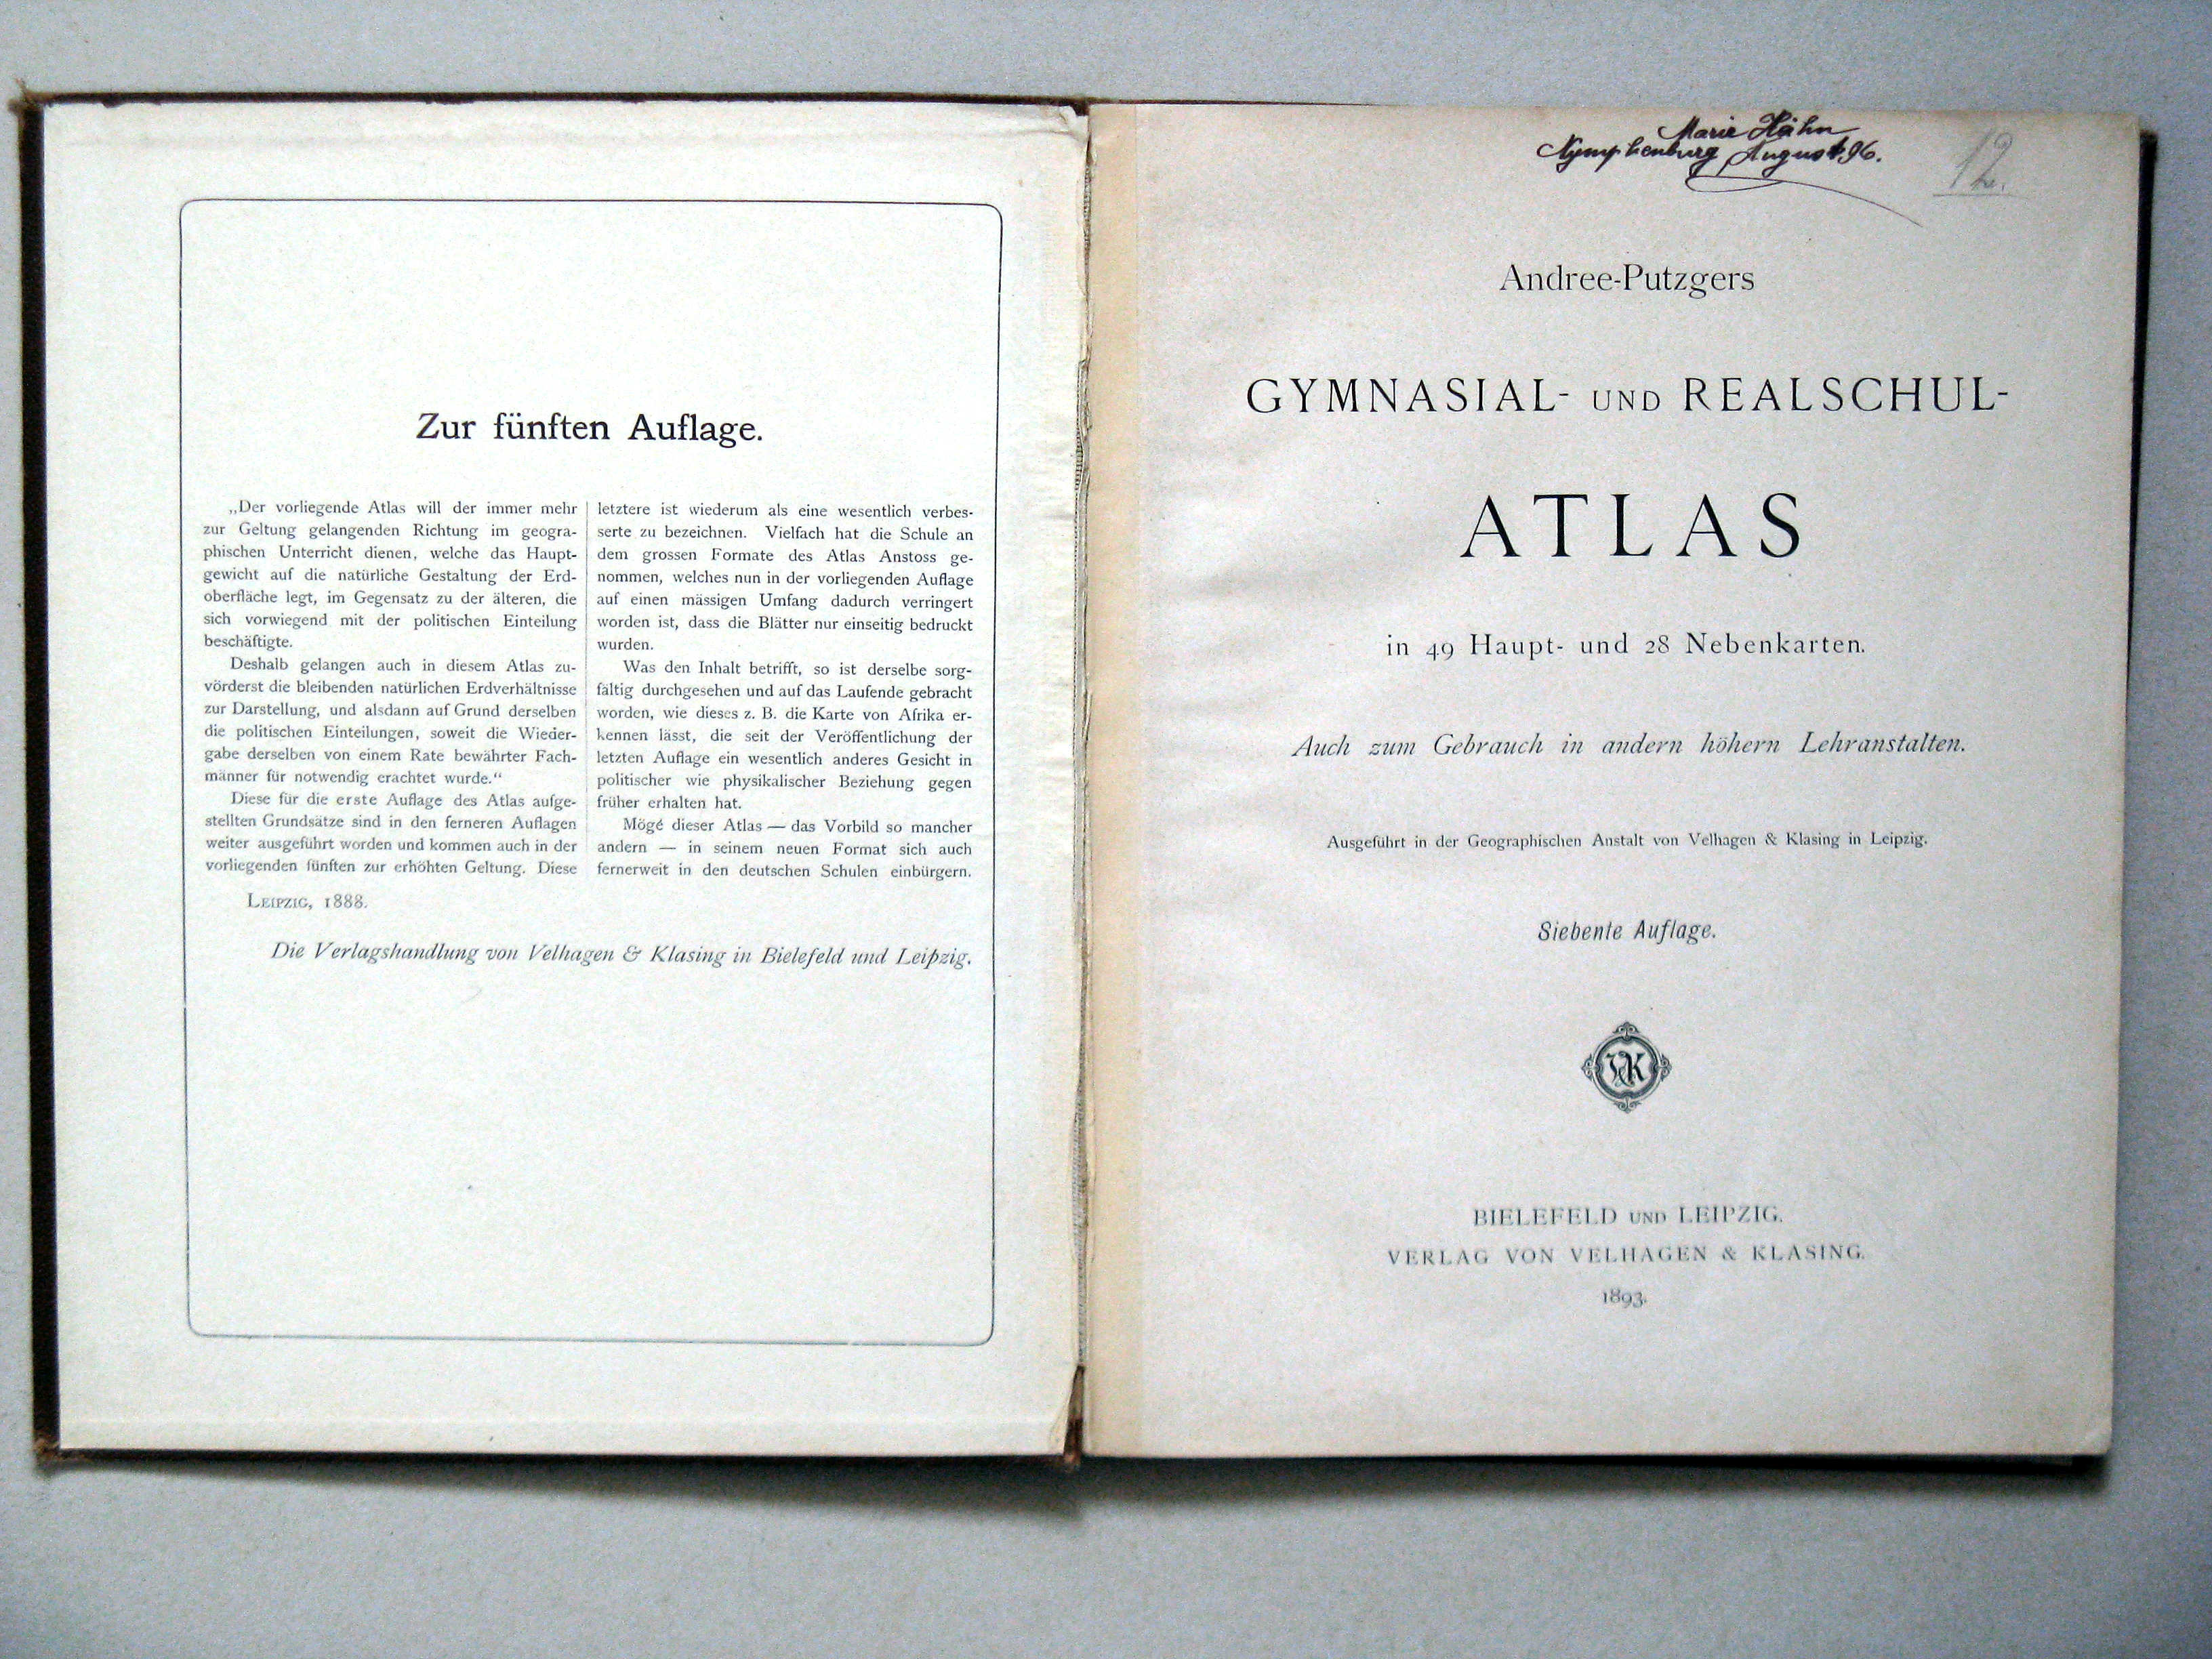 Zur fünften Auflage.
„Der vorliegende Atlas will der immer mehr
zur Geltung gelangenden Richtung im geogra-
phischen Unterricht dienen, welche das Haupt-
gewicht auf die natürliche Gestaltung der Erd-
oberfläche legt, im Gegensatz zu der älteren, die
sich vorwiegend mit der politischen Einteilung
beschäftigte.
Deshalb gelangen auch in diesem Atlas zu-
vörderst die bleibenden natürlichen Erdverhältnisse
zur Darstellung, und alsdann auf Grund derselben
die politischen Einteilungen, soweit die Wieder-
gabe derselben von einem Rate bewährter Fach-
männer für notwendig erachtet wurde.“
Diese für die erste Auflage des Atlas aufge-
stellten Grundsätze sind in den ferneren Auflagen
weiter ausgeführt worden und kommen auch in der
vorliegenden fünften zur erhöhten Geltung. Diese
letztere ist wiederum als eine wesentlich verbes-
serte zu bezeichnen. Vielfach hat die Schule an
dem grossen Formate des Atlas Anstoss ge-
nommen, welches nun in der vorliegenden Auflage
auf einen mässigen Umfang dadurch verringert
worden ist, dass die Blätter nur einseitig bedruckt
wurden.
Was den Inhalt betrifft, so ist derselbe sorg-
fältig durchgesehen und auf das Laufende gebracht
worden, wie dieses z. B. die Karte von Afrika er-
kennen lässt, die seit der Veröffentlichung der
letzten Auflage ein wesentlich anderes Gesicht in
politischer wie physikalischer Beziehung gegen
früher erhalten hat.
Mögé dieser Atlas — das Vorbild so mancher
andern — in seinem neuen Format sich auch
fernerweit in den deutschen Schulen einbürgern.
LEIPZIG, 1888.
Die Verlagshandlung von Velhagen & Klasing in Bielefeld und Leipzig.
Marie Hähn
Nymphenburg August 96.
12.
Andree-Putzgers
GYMNASIAL- UND REALSCHUL-
ATLAS
in 49 Haupt- und 28 Nebenkarten.
Auch zum Gebrauch in andern höhern Lehranstalten.
Ausgeführt in der Geographischen Anstalt von Velhagen & Klasing in Leipzig.
Siebente Auflage.
VK
BIELEFELD UND LEIPZIG.
VERLAG VON VELHAGEN & KLASING.
1893.